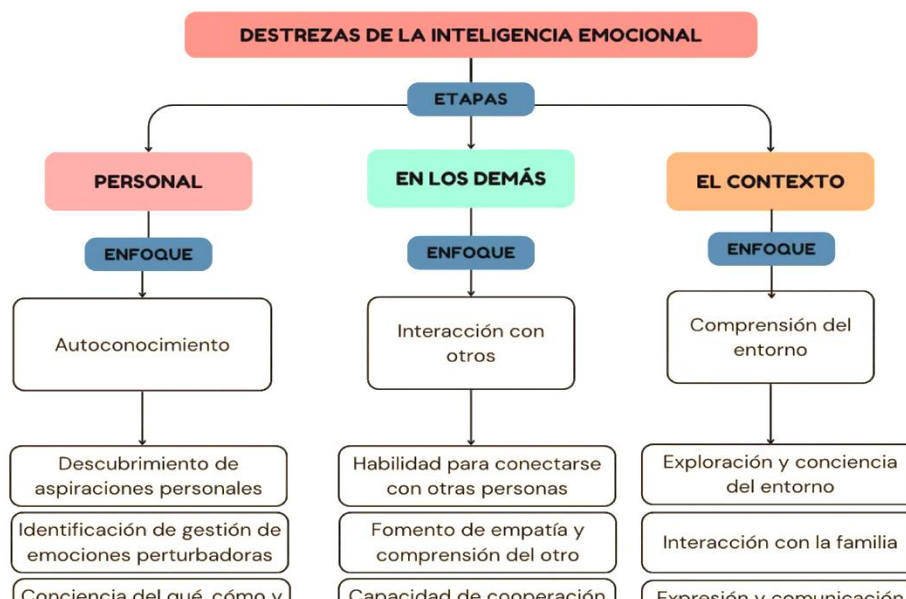 DESTREZAS DE LA INTELIGENCIA EMOCIONAL
ETAPAS
PERSONAL
EN LOS DEMÁS
EL CONTEXTO
ENFOQUE
ENFOQUE
ENFOQUE
Autoconocimiento
Interacción con
otros
Comprensión del
entorno
Descubrimiento de
aspiraciones personales
Habilidad para conectarse
con otras personas
Exploración y conciencia
del entorno
Identificación de gestión de
emociones perturbadoras
Fomento de empatía y
comprensión del otro
Interacción con la familia
Conciencia del qué, cómo y
Capacidad de cooperación
Expresión y comunicación